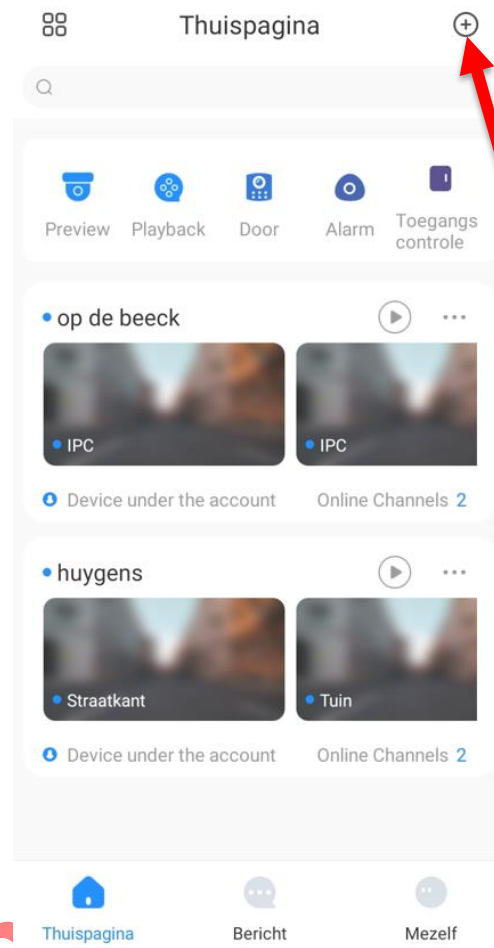 Thuispagina
Preview
Playback
Door
Alarm
Toegangs
controle
op de beeck
IPC
IPC
Device under the account
Online Channels 2
huygens
Straatkant
Tuin
Device under the account
Online Channels 2
Thuispagina
Bericht
Mezelf